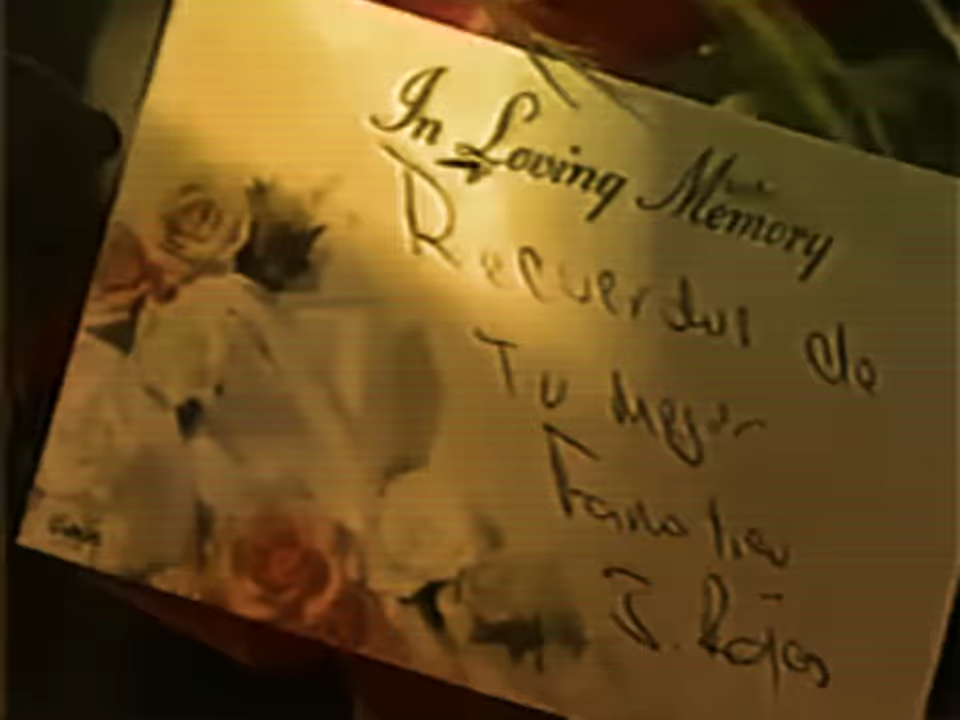 In Loving Memory
Recuerdos de
Tu Mejor
Familia
J. Rojas